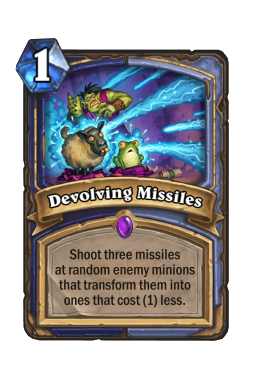 1
Devolving Missiles
Shoot three missiles
at random enemy minions
that transform them into
ones that cost (1) less.